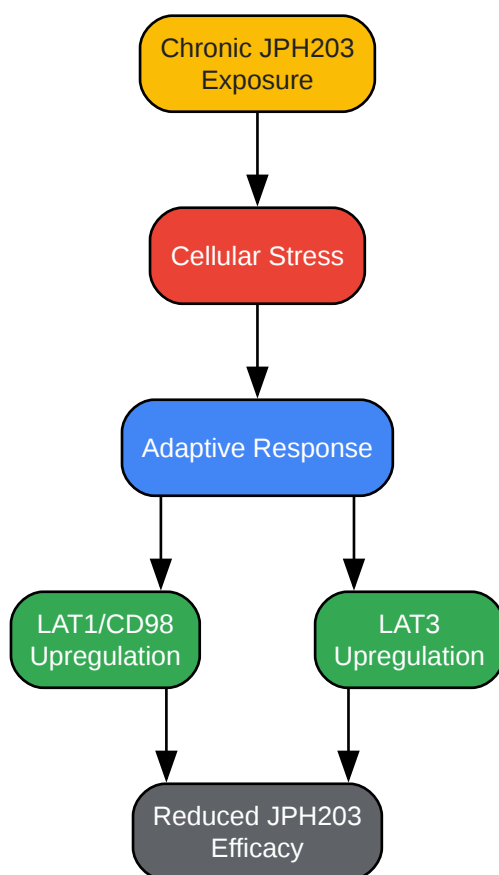 Chronic JPH203
Exposure
Cellular Stress
Adaptive Response
LAT1/CD98
Upregulation
LAT3
Upregulation
Reduced JPH203
Efficacy